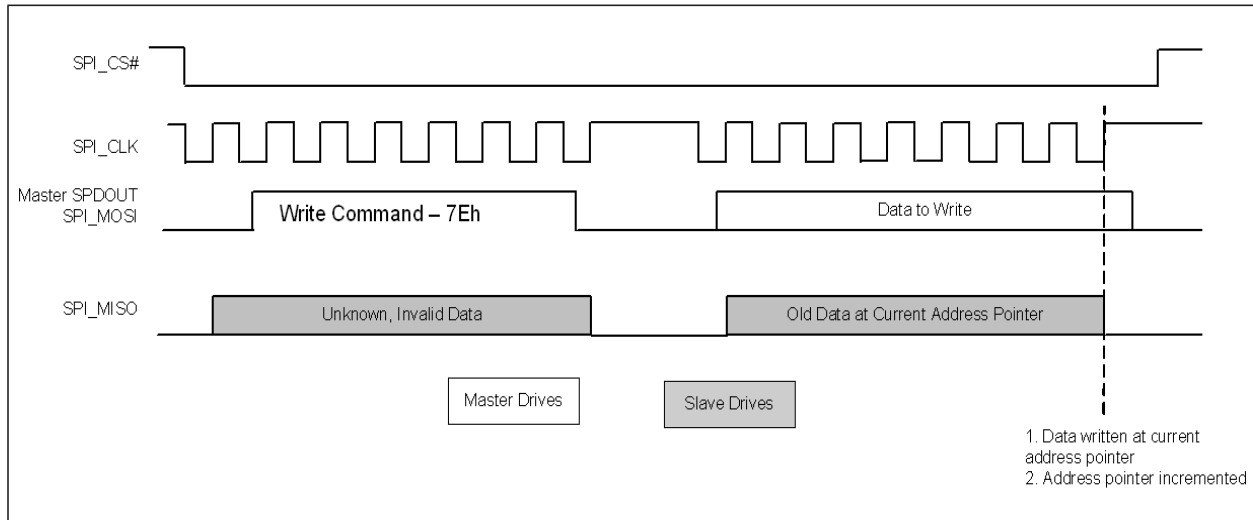 SPI_CS#
SPI_CLK
Master SPDOUT
SPI_MOSI
Write Command – 7Eh
Data to Write
SPI_MISO
Unknown, Invalid Data
Old Data at Current Address Pointer
Master Drives
Slave Drives
1. Data written at current
address pointer
2. Address pointer incremented